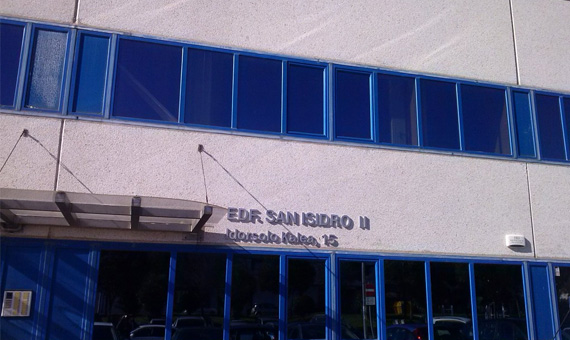 EDF. SAN ISIDRO II
Idorsolo Kalea, 15